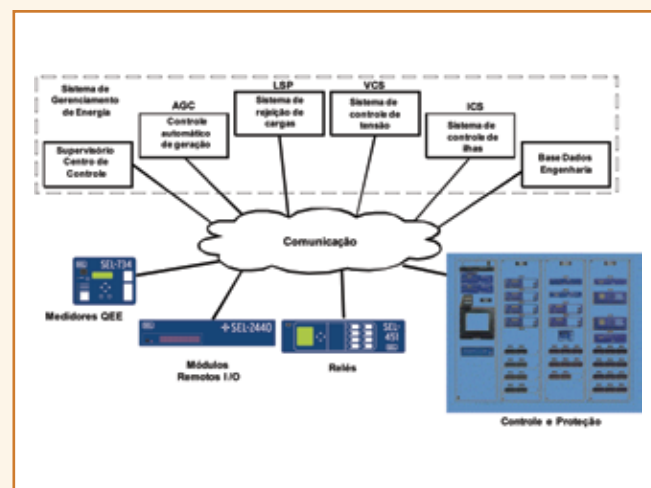 Sistema de
Gerenciamento
de Energia
AGC
LSP
VCS
ICS
Supervisório
Centro de
Controle
Controle
automático
de geração
Sistema de
rejeição de
cargas
Sistema de
controle de
tensão
Sistema de
controle de
ilhas
Base Dados
Engenharia
Comunicação
SEL-734
Medidores QEE
SEL-2440
Módulos
Remotos I/O
SEL-
451
Relés
Controle e Proteção